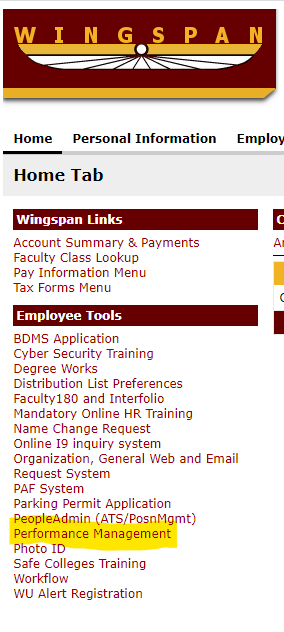 WINGSPAN
Home Personal Information Employ
Home Tab
Wingspan Links
Account Summary & Payments
Faculty Class Lookup
Pay Information Menu
Tax Forms Menu
Employee Tools
BDMS Application
Cyber Security Training
Degree Works
Distribution List Preferences
Faculty180 and Interfolio
Mandatory Online HR Training
Name Change Request
Online I9 inquiry system
Organization, General Web and Email
Request System
PAF System
Parking Permit Application
PeopleAdmin (ATS/PosnMgmt)
Performance Management
Photo ID
Safe Colleges Training
Workflow
WU Alert Registration